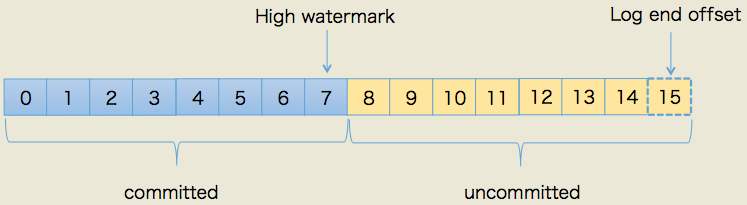 High watermark
Log end offset
0 1 2 3 4 5 6 7 8 9 10 11 12 13 14 15
committed
uncommitted